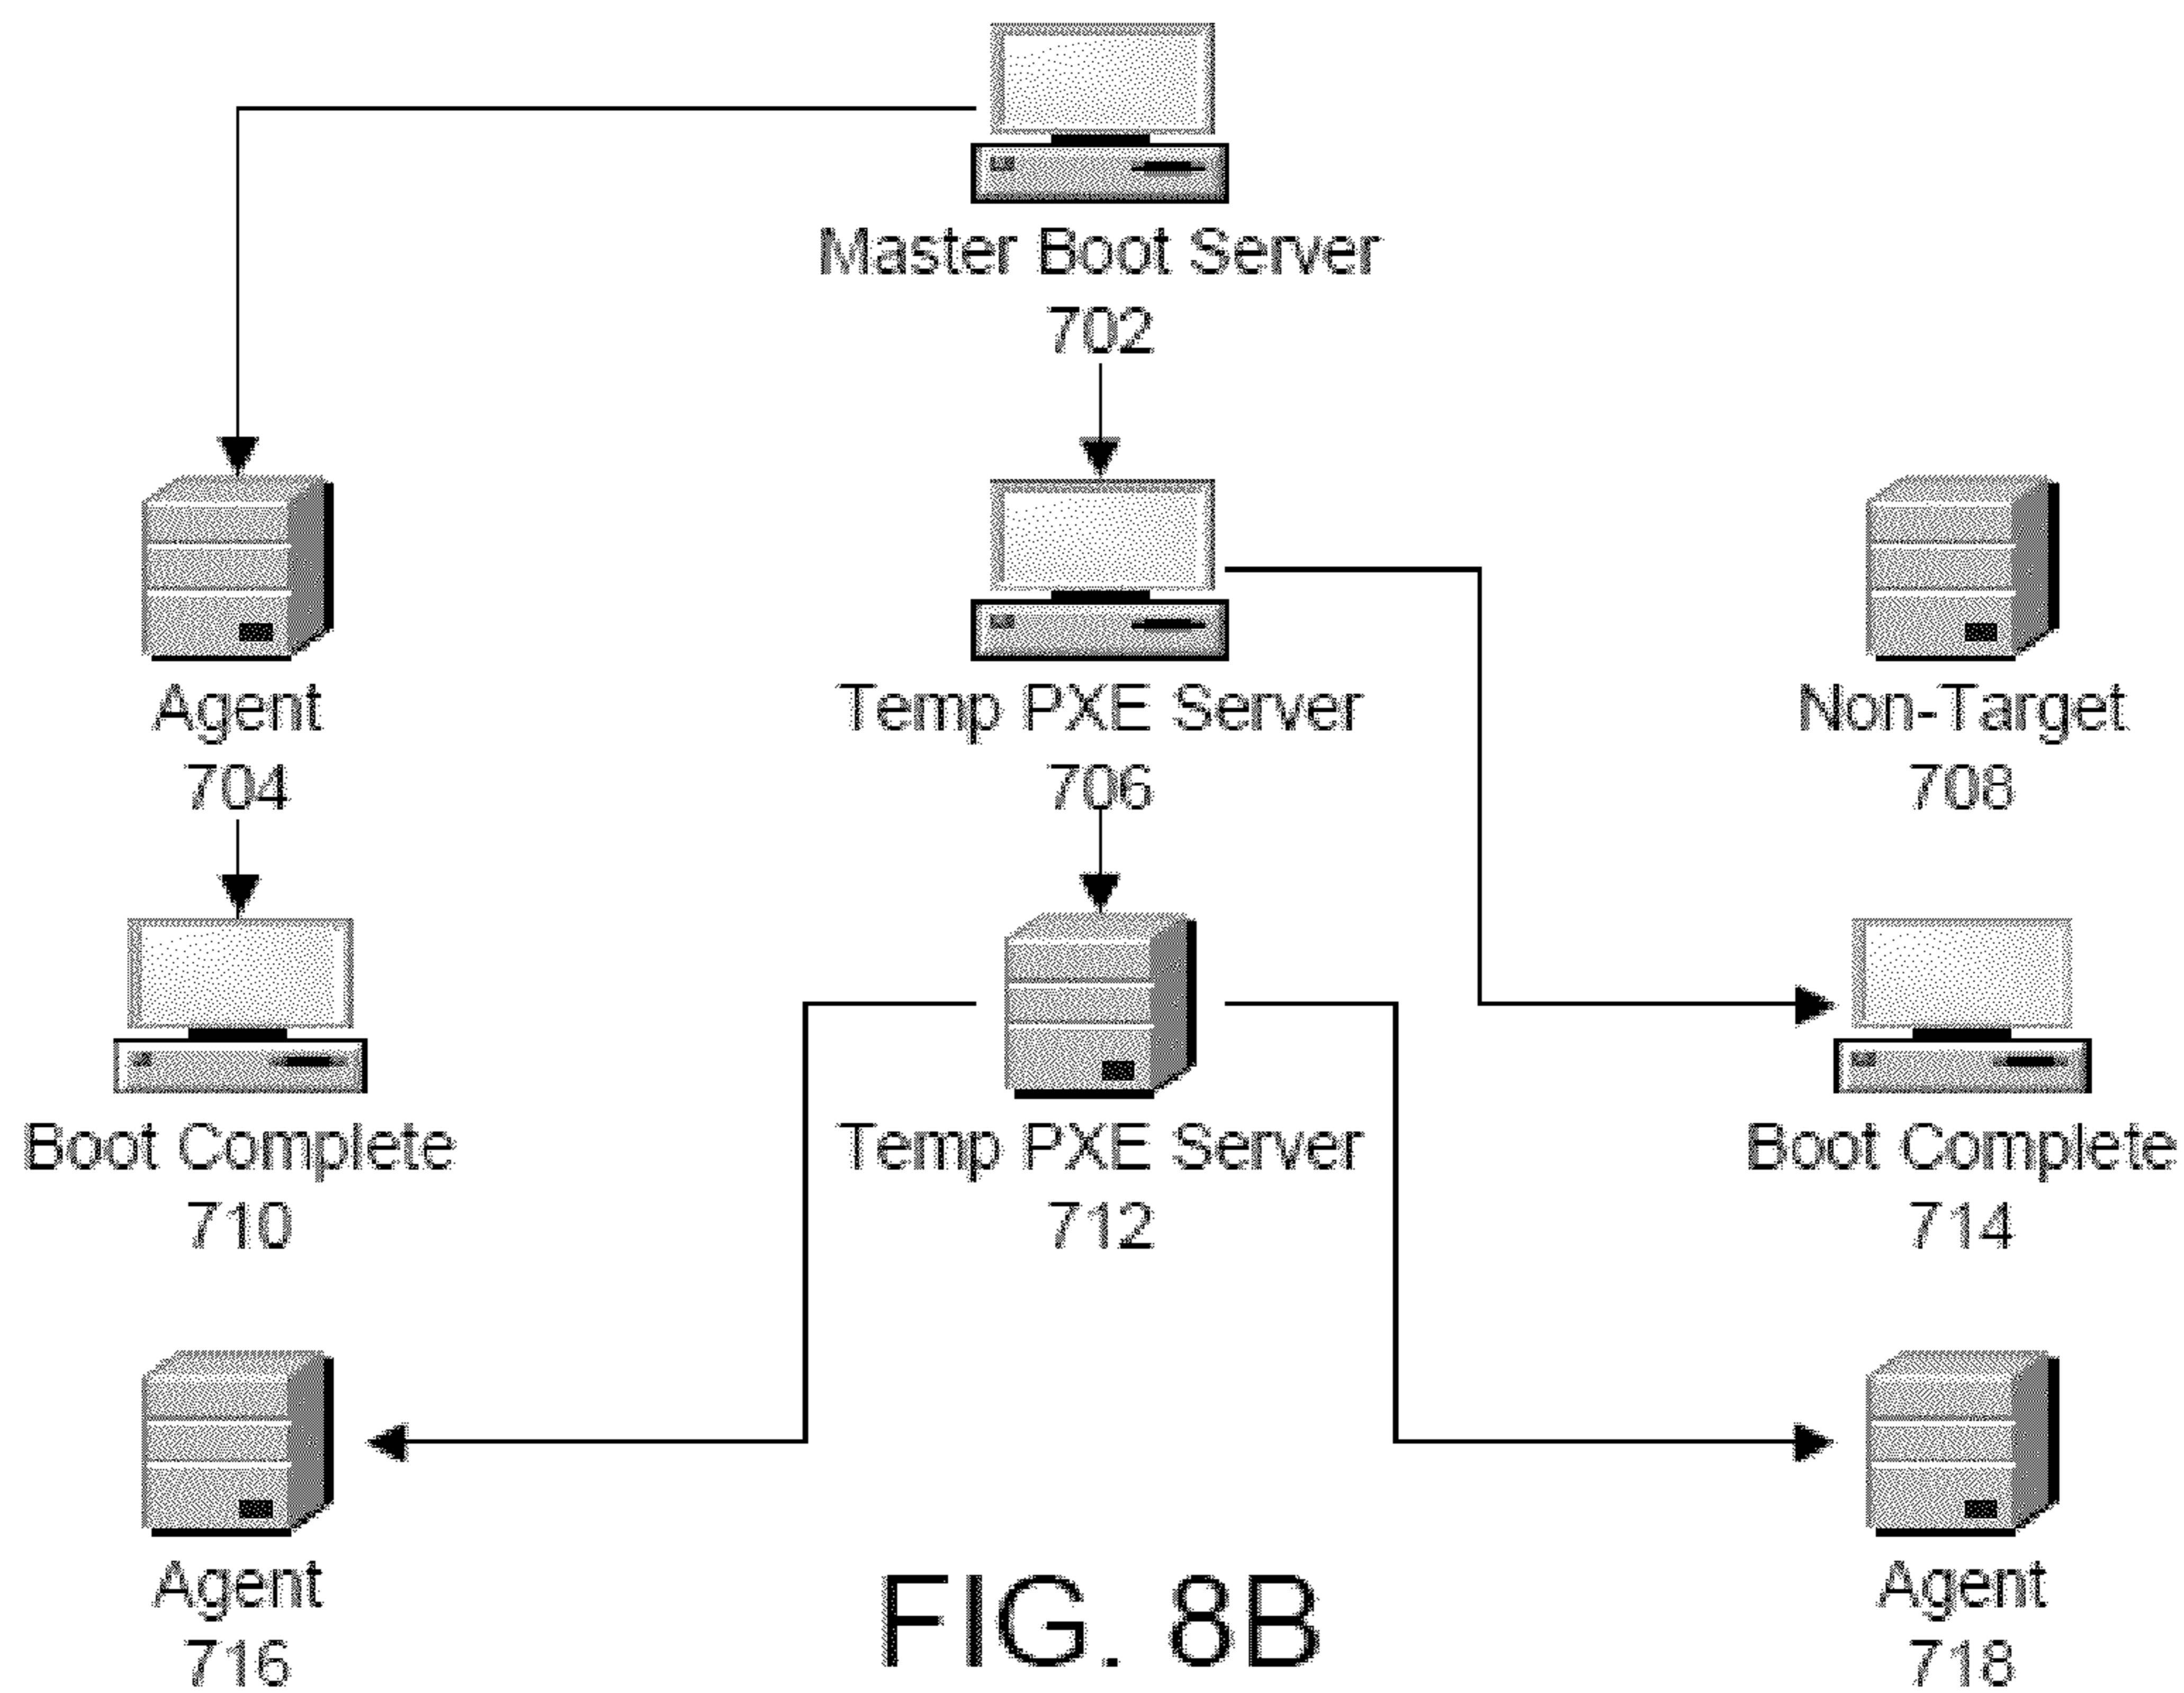 Master Boot Server
702
Agent
704
Temp PXE Server
706
Non-Target
708
Boot Complete
710
Temp PXE Server
712
Boot Complete
714
Agent
716
Agent
718
FIG. 8B